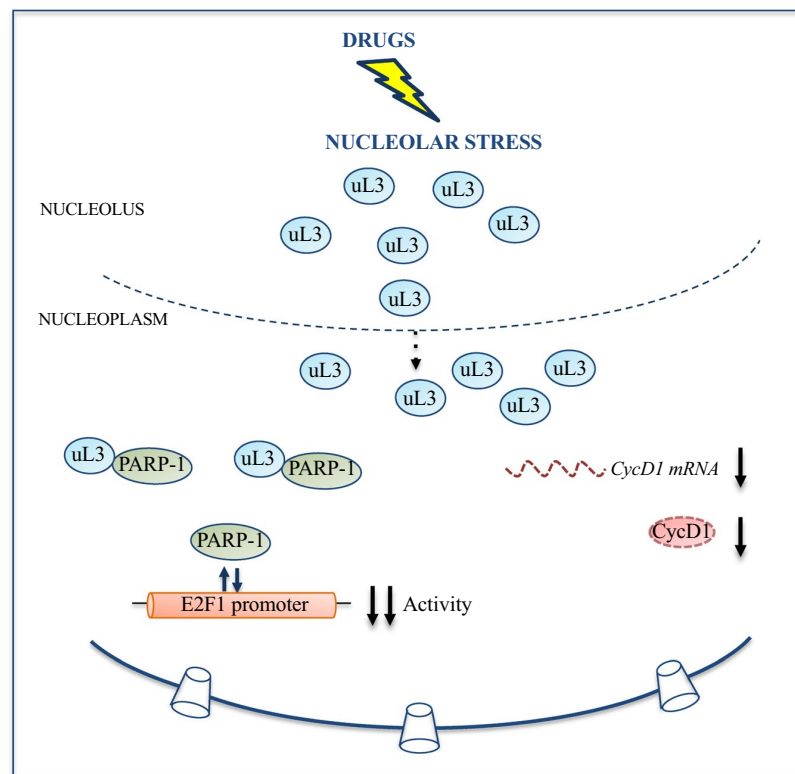 DRUGS
NUCLEOLAR STRESS
uL3
uL3
uL3
uL3
uL3
NUCLEOLUS
uL3
NUCLEOPLASM
uL3
uL3
uL3
uL3
uL3
uL3
PARP-1
uL3
PARP-1
CycD1 mRNA
CycD1
PARP-1
E2F1 promoter
Activity